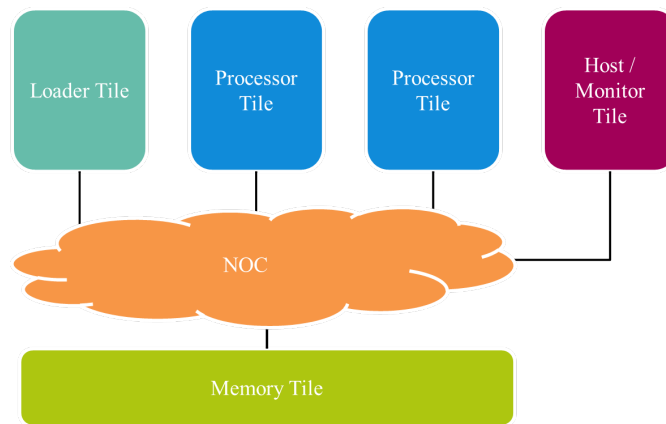 Loader Tile
Processor
Tile
Processor
Tile
Host /
Monitor
Tile
NOC
Memory Tile